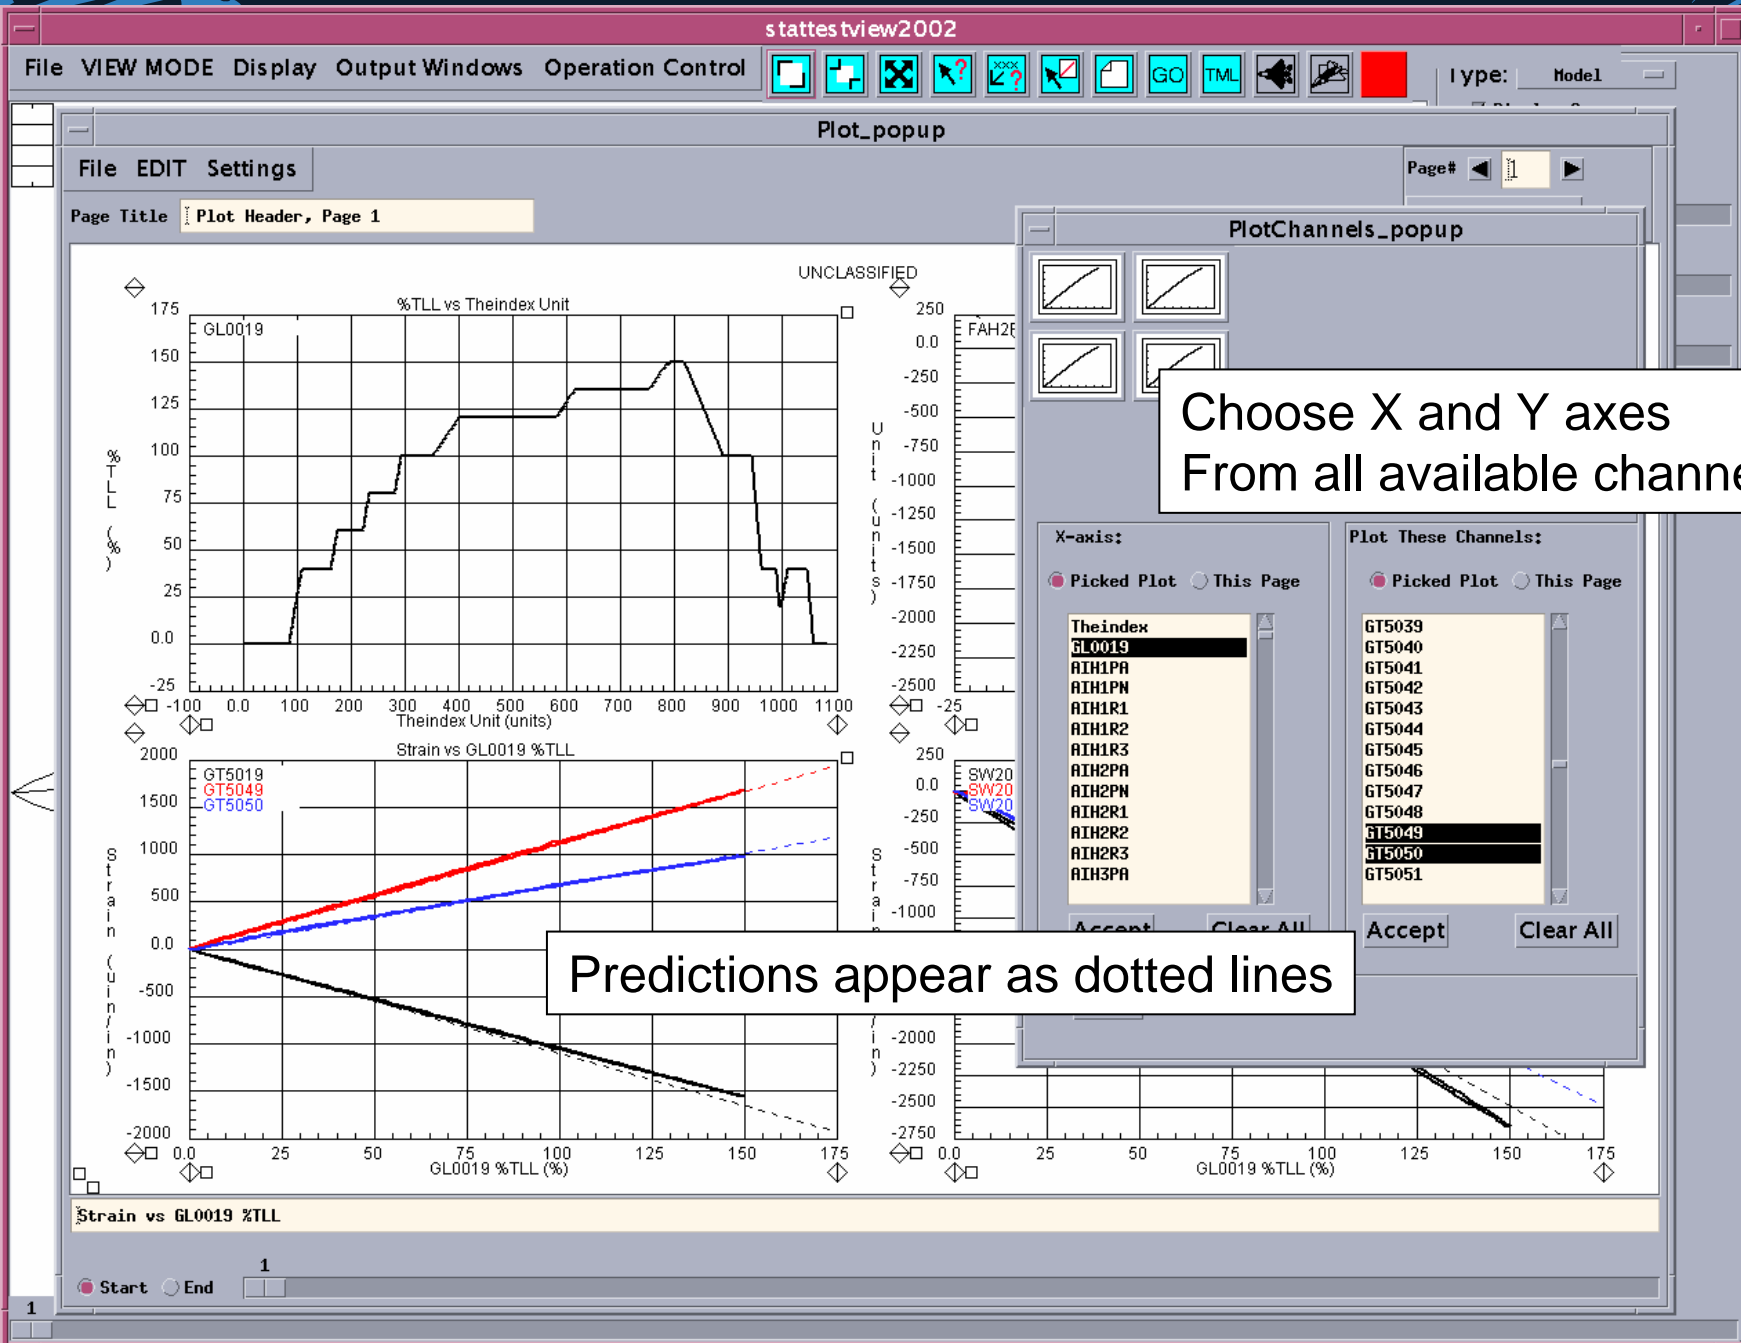 stattestview2002
File VIEW MODE Display Output Windows Operation Control
GO TML
Type: Model
Plot_popup
File EDIT Settings
Page# 1
Page Title Plot Header, Page 1
UNCLASSIFIED
%TLL vs Theindex Unit
GL0019
175
150
125
100
75
50
25
0.0
-25
%TLL (%)
-100 0.0 100 200 300 400 500 600 700 800 900 1000 1100
Theindex Unit (units)
250
0.0
-250
-500
-750
-1000
-1250
-1500
-1750
-2000
-2250
-2500
Unit (units)
-25
Strain vs GL0019 %TLL
GT5019
GT5049
GT5050
2000
1500
1000
500
0.0
-500
-1000
-1500
-2000
Strain (uin/in)
0.0 25 50 75 100 125 150 175
GL0019 %TLL (%)
SW20
SW20
SW20
250
0.0
-250
-500
-750
-1000
-2000
-2250
-2500
-2750
0.0 25 50 75 100 125 150 175
GL0019 %TLL (%)
PlotChannels_popup
Choose X and Y axes
From all available
X-axis:
Picked Plot This Page
Theindex
GL0019
AIH1PA
AIH1PN
AIH1R1
AIH1R2
AIH1R3
AIH2PA
AIH2PN
AIH2R1
AIH2R2
AIH2R3
AIH3PA
Accept Clear All
Plot These Channels:
Picked Plot This Page
GT5039
GT5040
GT5041
GT5042
GT5043
GT5044
GT5045
GT5046
GT5047
GT5048
GT5049
GT5050
GT5051
Accept Clear All
Predictions appear as dotted lines
Strain vs GL0019 %TLL
1
Start End
1